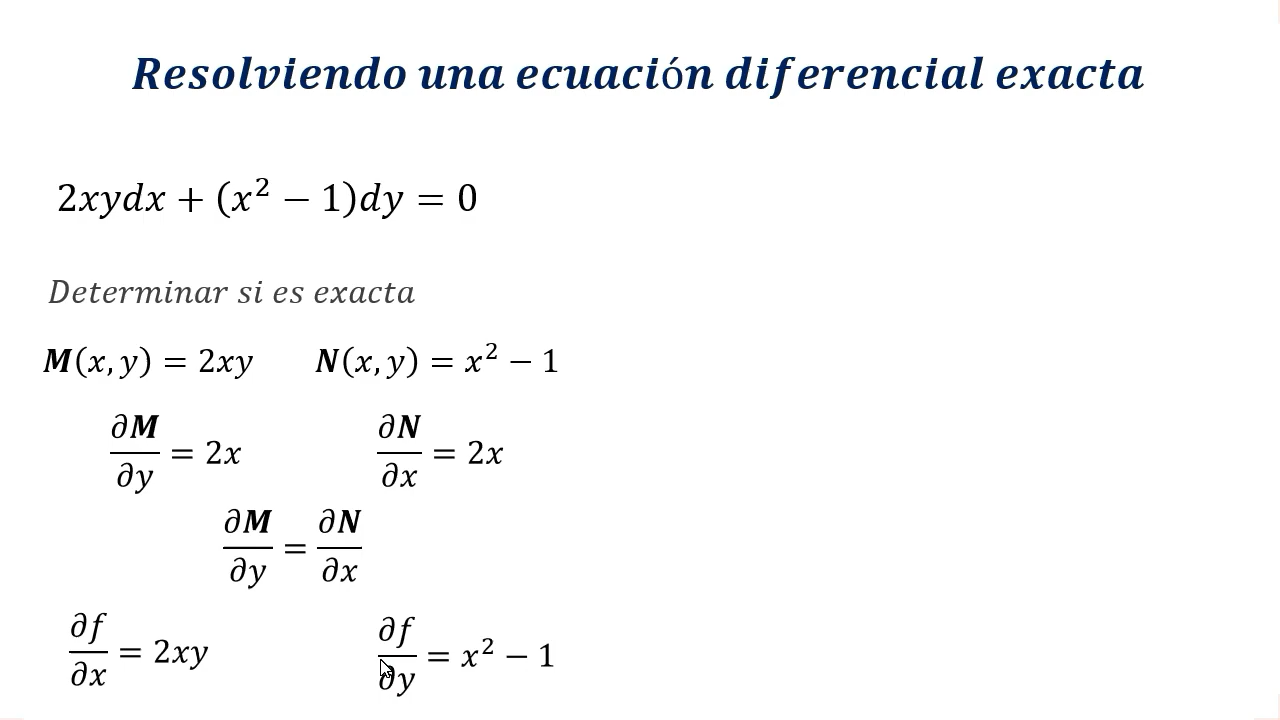 Resolviendo una ecuación diferencial exacta
2xydx + (x² − 1)dy = 0
Determinar si es exacta
M(x, y) = 2xy N(x, y) = x² − 1
∂M/∂y = 2x ∂N/∂x = 2x
∂M/∂y = ∂N/∂x
∂f/∂x = 2xy ∂f/∂y = x² − 1